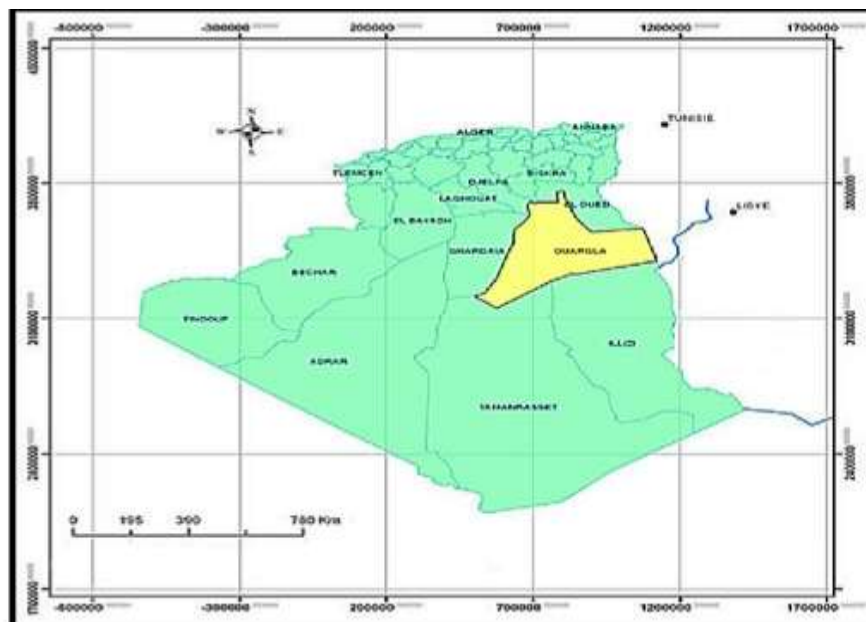 -800000 -300000 200000 700000 1200000 1700000
N
W E
S
TUNISIE
ALGER
ANNABA
TLEMCEN
BISKRA
DJELFA
LAGHOUAT
EL OUED
LIBYE
EL BAYADH
GHARDAIA
OUARGLA
BECHAR
TINDOUF
ADRAR
ILLIZI
TAMANRASSET
0 195 390 780 Km
-800000 -300000 200000 700000 1200000 1700000